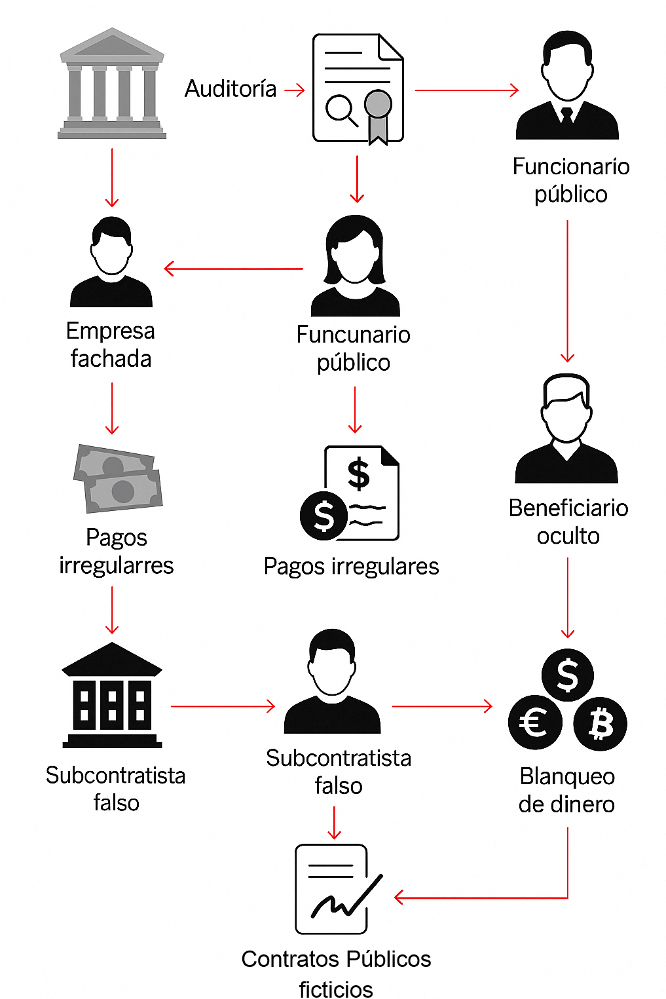 Auditoría
Funcionario
público
Empresa
fachada
Funcunario
público
Beneficiario
oculto
Pagos
irregularres
Pagos irregulares
Subcontratista
falso
Subcontratista
falso
Blanqueo
de dinero
Contratos Públicos
ficticios